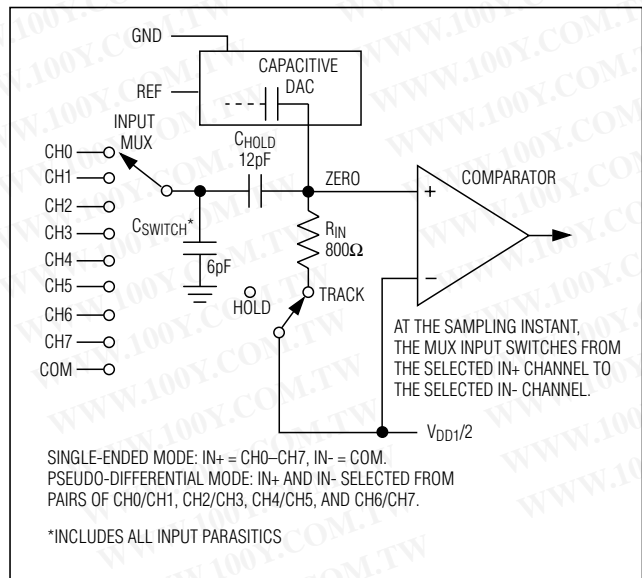 GND
CAPACITIVE
DAC
REF
INPUT
MUX
CHOLD
12pF
CH0
CH1
CH2
CH3
CH4
CH5
CH6
CH7
COM
CSWITCH*
6pF
ZERO
RIN
800Ω
HOLD
TRACK
+
−
COMPARATOR
AT THE SAMPLING INSTANT,
THE MUX INPUT SWITCHES FROM
THE SELECTED IN+ CHANNEL TO
THE SELECTED IN- CHANNEL.
VDD1/2
SINGLE-ENDED MODE: IN+ = CH0–CH7, IN- = COM.
PSEUDO-DIFFERENTIAL MODE: IN+ AND IN- SELECTED FROM
PAIRS OF CH0/CH1, CH2/CH3, CH4/CH5, AND CH6/CH7.
*INCLUDES ALL INPUT PARASITICS
WWW.100Y.COM.TW